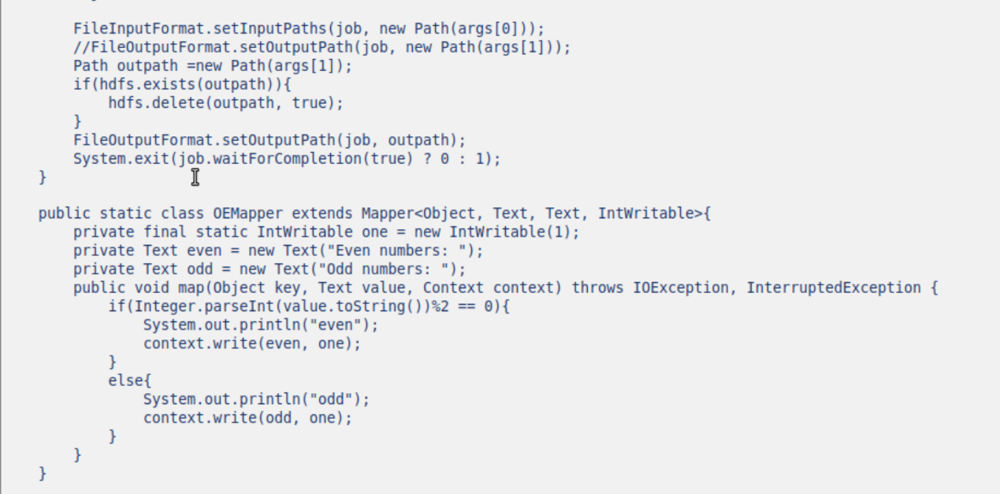 FileInputFormat.setInputPaths(job, new Path(args[0]));
//FileOutputFormat.setOutputPath(job, new Path(args[1]));
Path outpath =new Path(args[1]);
if(hdfs.exists(outpath)){
hdfs.delete(outpath, true);
}
FileOutputFormat.setOutputPath(job, outpath);
System.exit(job.waitForCompletion(true) ? 0 : 1);
}
public static class OEMapper extends Mapper<Object, Text, Text, IntWritable>{
private final static IntWritable one = new IntWritable(1);
private Text even = new Text("Even numbers: ");
private Text odd = new Text("Odd numbers: ");
public void map(Object key, Text value, Context context) throws IOException, InterruptedException {
if(Integer.parseInt(value.toString())%2 == 0){
System.out.println("even");
context.write(even, one);
}
else{
System.out.println("odd");
context.write(odd, one);
}
}
}